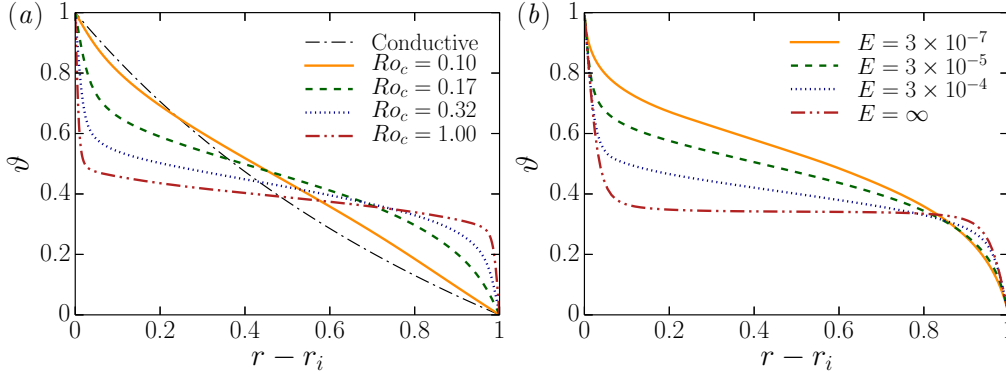 (a)
1
0.8
0.6
0.4
0.2
0
ϑ
Conductive
Ro_c = 0.10
Ro_c = 0.17
Ro_c = 0.32
Ro_c = 1.00
0 0.2 0.4 0.6 0.8 1
r − r_i
(b)
1
0.8
0.6
0.4
0.2
0
ϑ
E = 3 × 10^{-7}
E = 3 × 10^{-5}
E = 3 × 10^{-4}
E = ∞
0 0.2 0.4 0.6 0.8 1
r − r_i